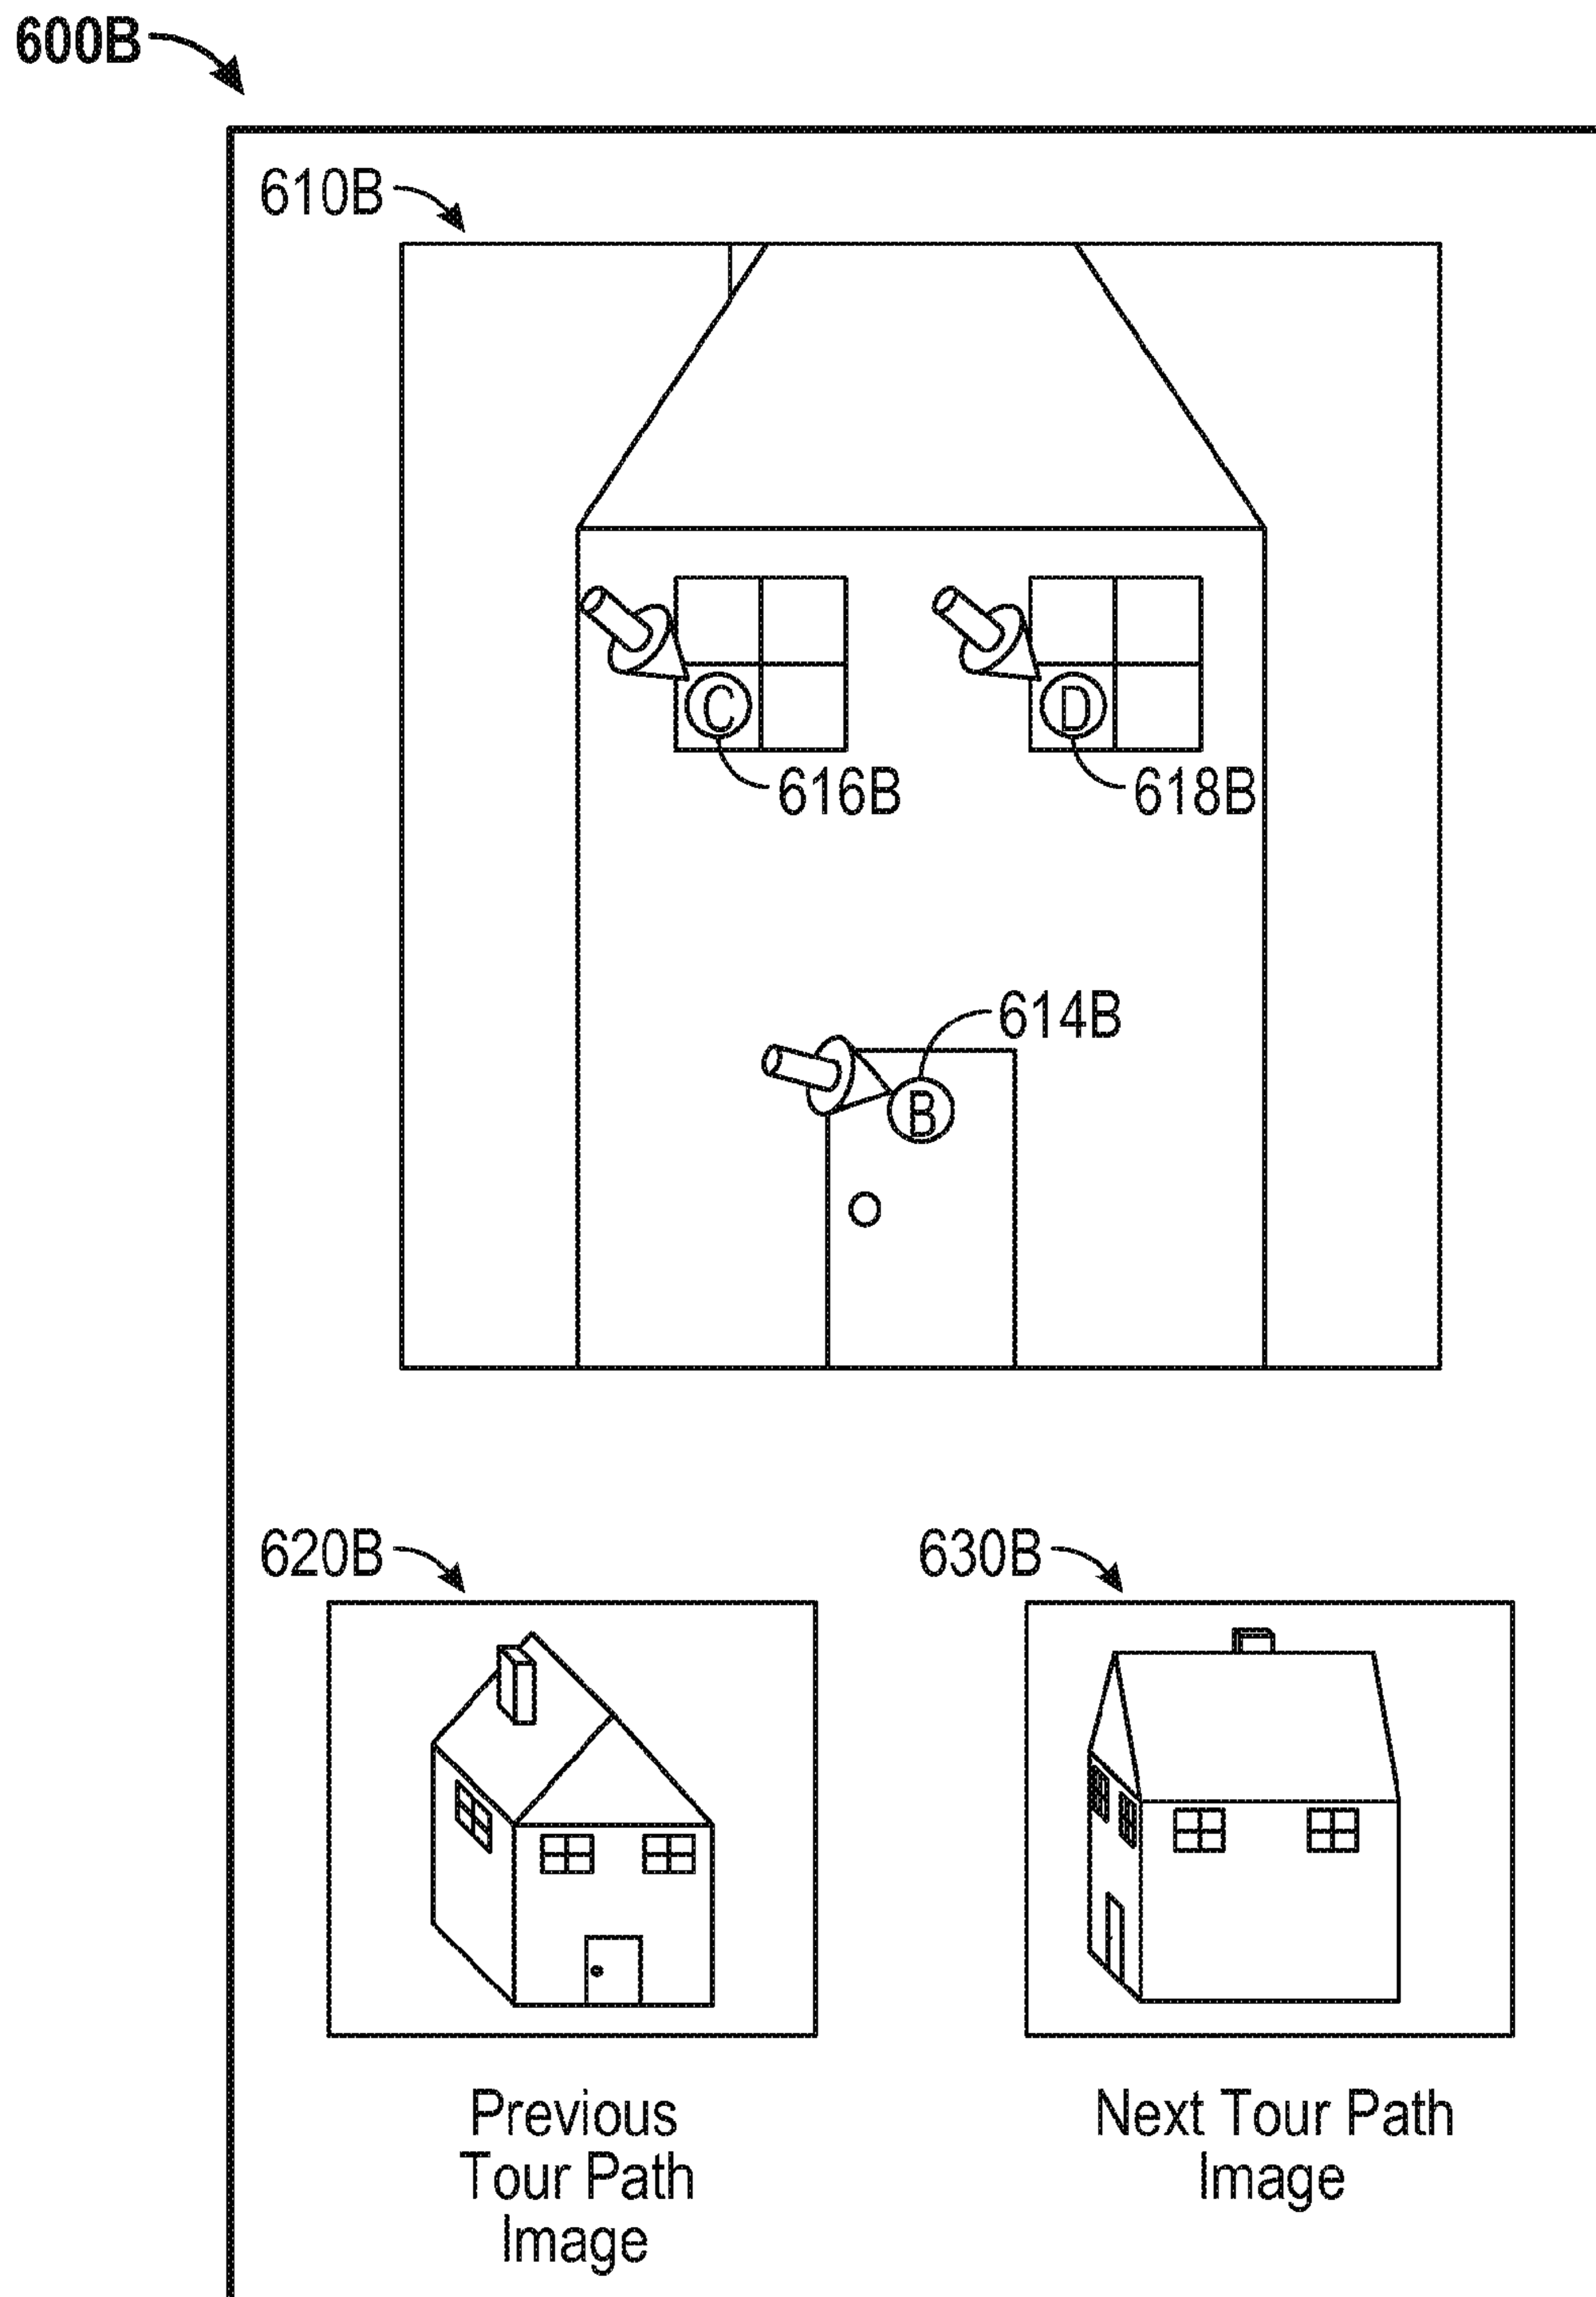 600B
610B
C
D
616B
618B
614B
B
620B
630B
Previous
Tour Path
Image
Next Tour Path
Image